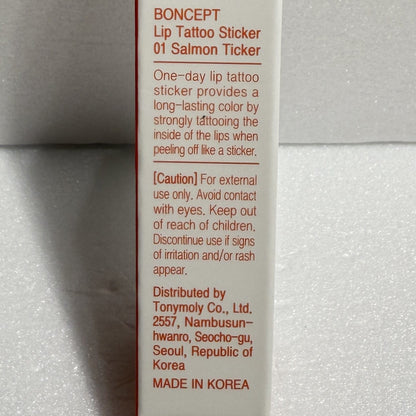 BONCEPT
Lip Tattoo Sticker
01 Salmon Ticker
One-day lip tattoo
sticker provides a
long-lasting color by
strongly tattooing the
inside of the lips when
peeling off like a sticker.
[Caution] For external
use only. Avoid contact
with eyes. Keep out
of reach of children.
Discontinue use if signs
of irritation and/or rash
appear.
Distributed by
Tonymoly Co., Ltd.
2557, Nambusun-
hwanro, Seocho-gu,
Seoul, Republic of
Korea
MADE IN KOREA